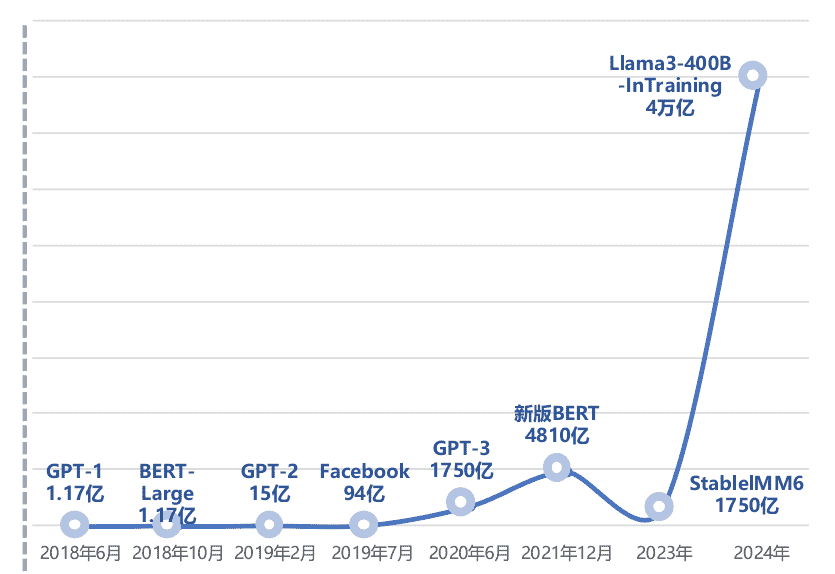 Llama3-400B
-InTraining
4万亿
新版BERT
4810亿
GPT-3
1750亿
GPT-1
1.17亿
BERT-
Large
1.17亿
GPT-2
15亿
Facebook
94亿
StablelMM6
1750亿
2018年6月
2018年10月
2019年2月
2019年7月
2020年6月
2021年12月
2023年
2024年